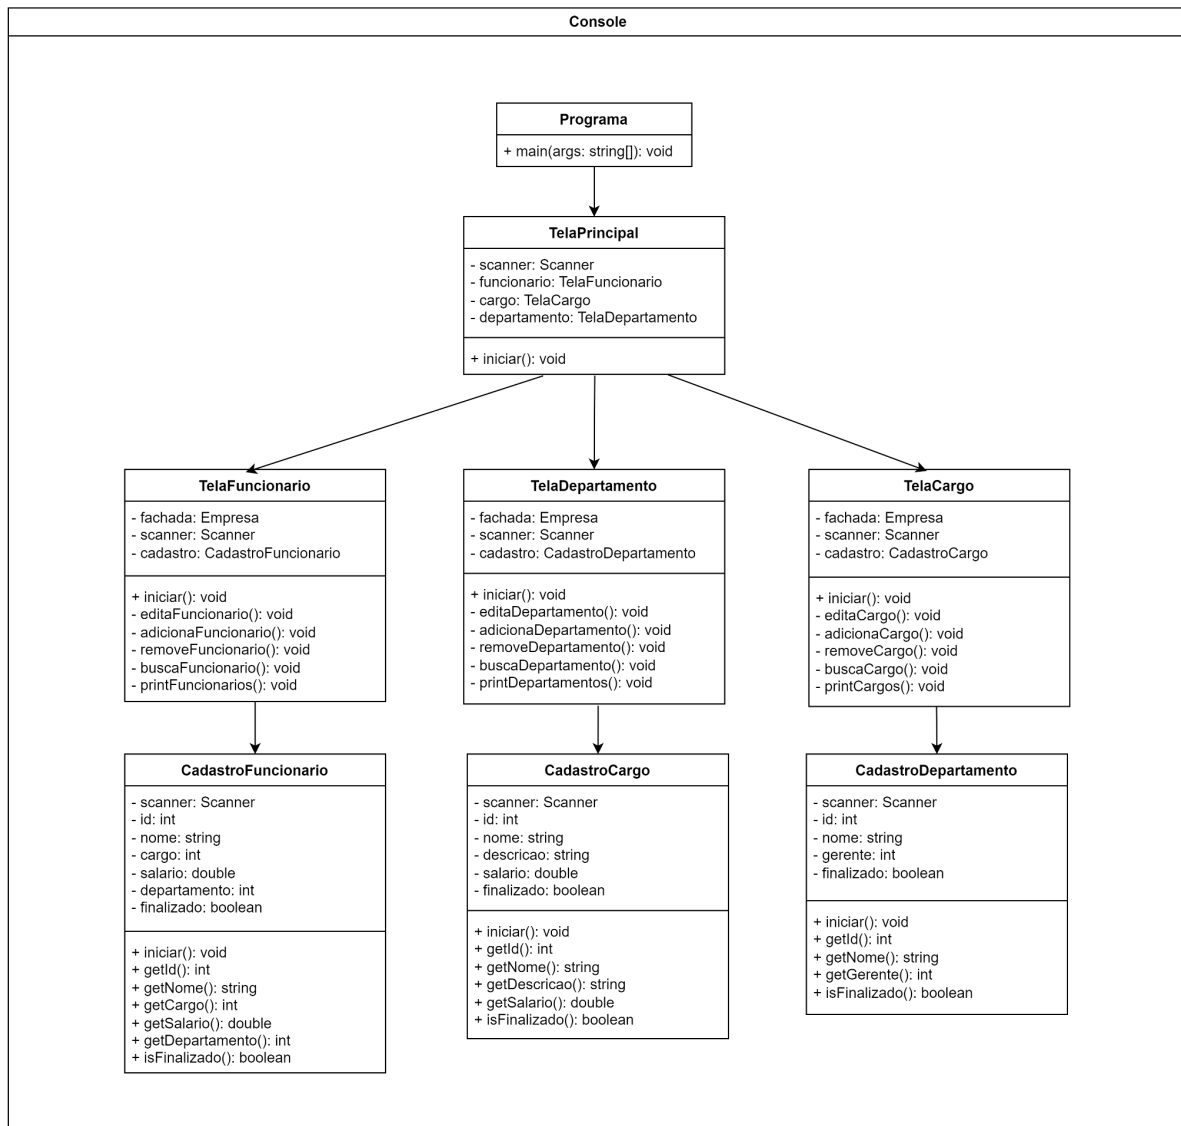 Console
Programa
+ main(args: string[]): void
TelaPrincipal
- scanner: Scanner
- funcionario: TelaFuncionario
- cargo: TelaCargo
- departamento: TelaDepartamento
+ iniciar(): void
TelaFuncionario
- fachada: Empresa
- scanner: Scanner
- cadastro: CadastroFuncionario
+ iniciar(): void
- editaFuncionario(): void
- adicionaFuncionario(): void
- removeFuncionario(): void
- buscaFuncionario(): void
- printFuncionarios(): void
TelaDepartamento
- fachada: Empresa
- scanner: Scanner
- cadastro: CadastroDepartamento
+ iniciar(): void
- editaDepartamento(): void
- adicionaDepartamento(): void
- removeDepartamento(): void
- buscaDepartamento(): void
- printDepartamentos(): void
TelaCargo
- fachada: Empresa
- scanner: Scanner
- cadastro: CadastroCargo
+ iniciar(): void
- editaCargo(): void
- adicionaCargo(): void
- removeCargo(): void
- buscaCargo(): void
- printCargos(): void
CadastroFuncionario
- scanner: Scanner
- id: int
- nome: string
- cargo: int
- salario: double
- departamento: int
- finalizado: boolean
+ iniciar(): void
+ getId(): int
+ getNome(): string
+ getCargo(): int
+ getSalario(): double
+ getDepartamento(): int
+ isFinalizado(): boolean
CadastroCargo
- scanner: Scanner
- id: int
- nome: string
- descricao: string
- salario: double
- finalizado: boolean
+ iniciar(): void
+ getId(): int
+ getNome(): string
+ getDescricao(): string
+ getSalario(): double
+ isFinalizado(): boolean
CadastroDepartamento
- scanner: Scanner
- id: int
- nome: string
- gerente: int
- finalizado: boolean
+ iniciar(): void
+ getId(): int
+ getNome(): string
+ getGerente(): int
+ isFinalizado(): boolean